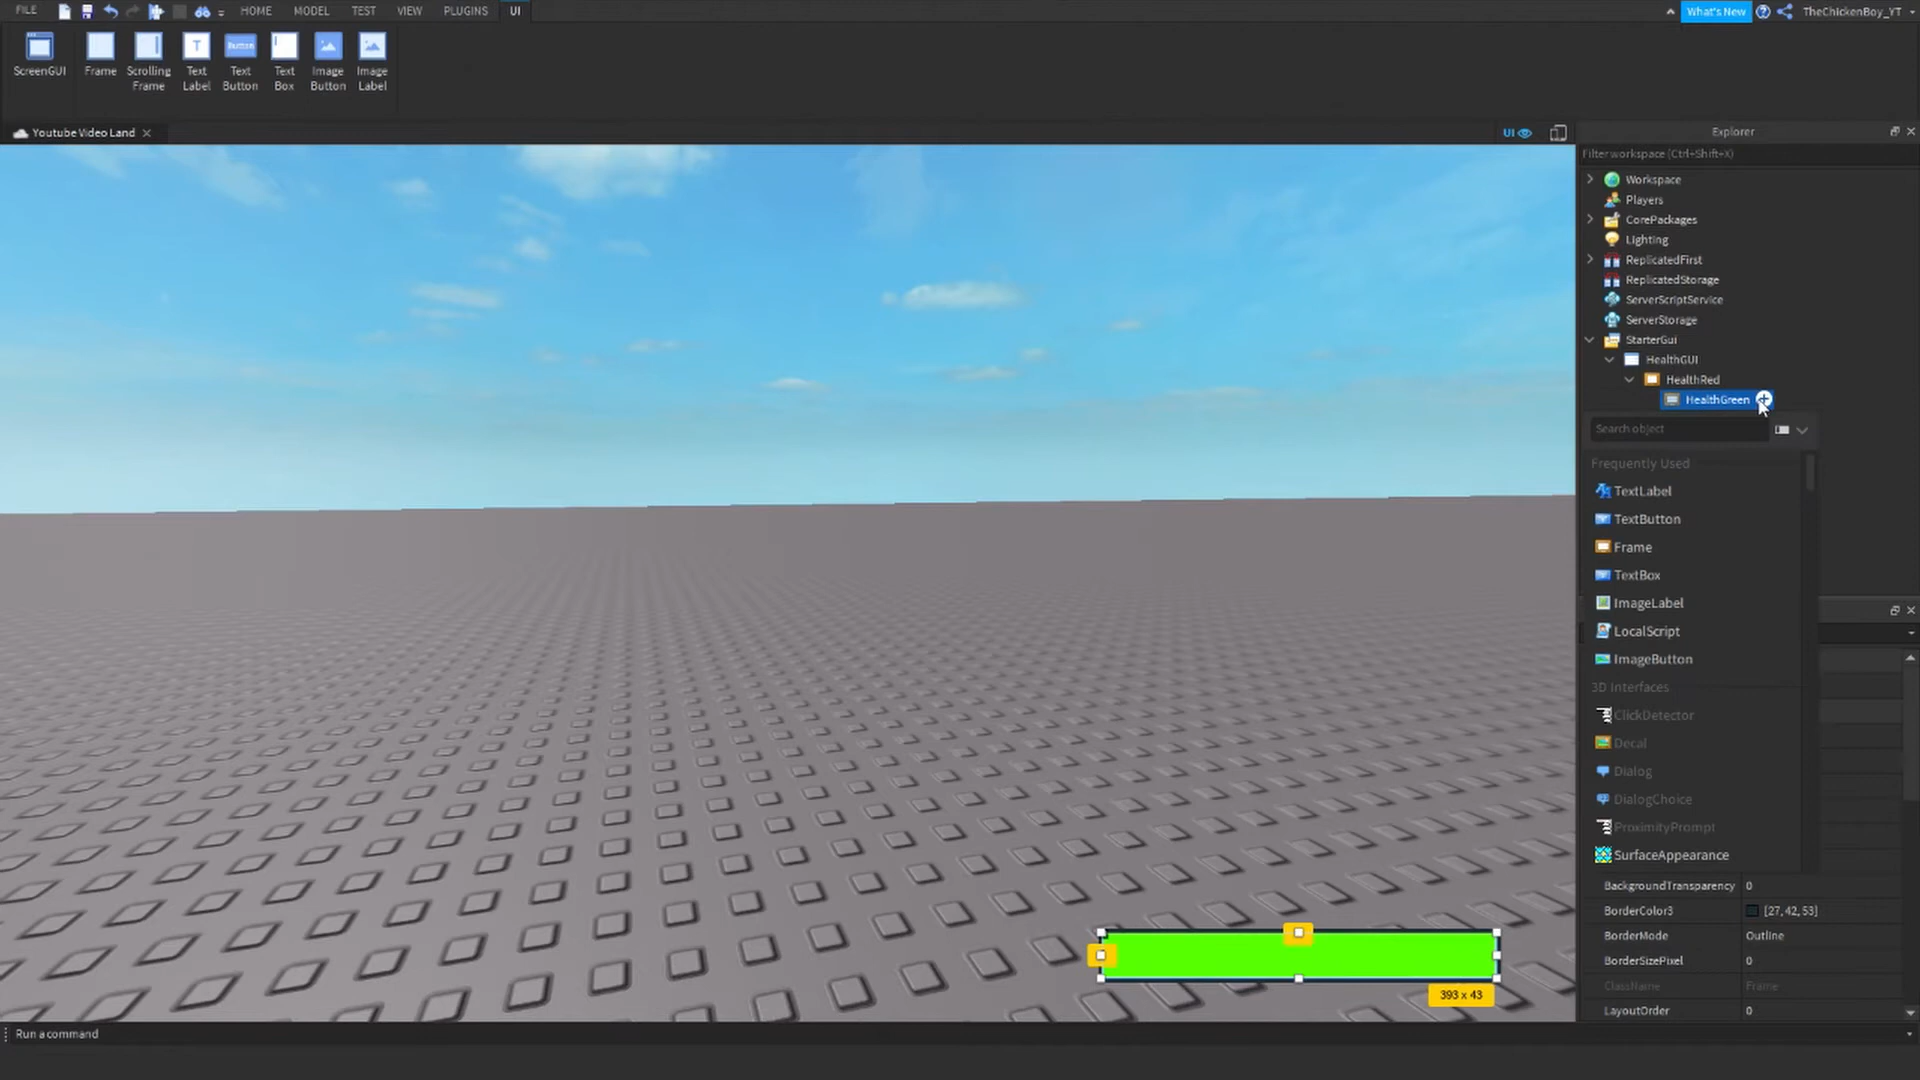 FILE HOME MODEL TEST VIEW PLUGINS UI What's New TheChickenBoy_YT
ScreenGUI Frame Scrolling Frame Text Label Button Text Button Text Box Image Button Image Label
Youtube Video Land
UI
Explorer
Filter workspace (Ctrl+Shift+X)
Workspace
Players
CorePackages
Lighting
ReplicatedFirst
ReplicatedStorage
ServerScriptService
ServerStorage
StarterGui
HealthGUI
HealthRed
HealthGreen
Search object
Frequently Used
TextLabel
TextButton
Frame
TextBox
ImageLabel
LocalScript
ImageButton
3D Interfaces
ClickDetector
Decal
Dialog
DialogChoice
ProximityPrompt
SurfaceAppearance
BackgroundTransparency 0
BorderColor3 [27, 42, 53]
BorderMode Outline
BorderSizePixel 0
ClassName Frame
LayoutOrder 0
393 x 43
Run a command